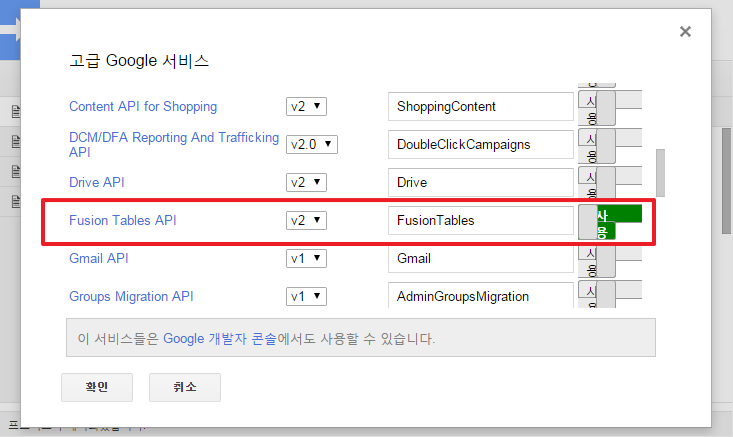 고급 Google 서비스
Content API for Shopping v2 ShoppingContent 사
용
DCM/DFA Reporting And Trafficking
API v2.0 DoubleClickCampaigns 사
용
Drive API v2 Drive 사
용
Fusion Tables API v2 FusionTables 사
용
Gmail API v1 Gmail 사
용
Groups Migration API v1 AdminGroupsMigration 사
이 서비스들은 Google 개발자 콘솔에서도 사용할 수 있습니다.
확인 취소